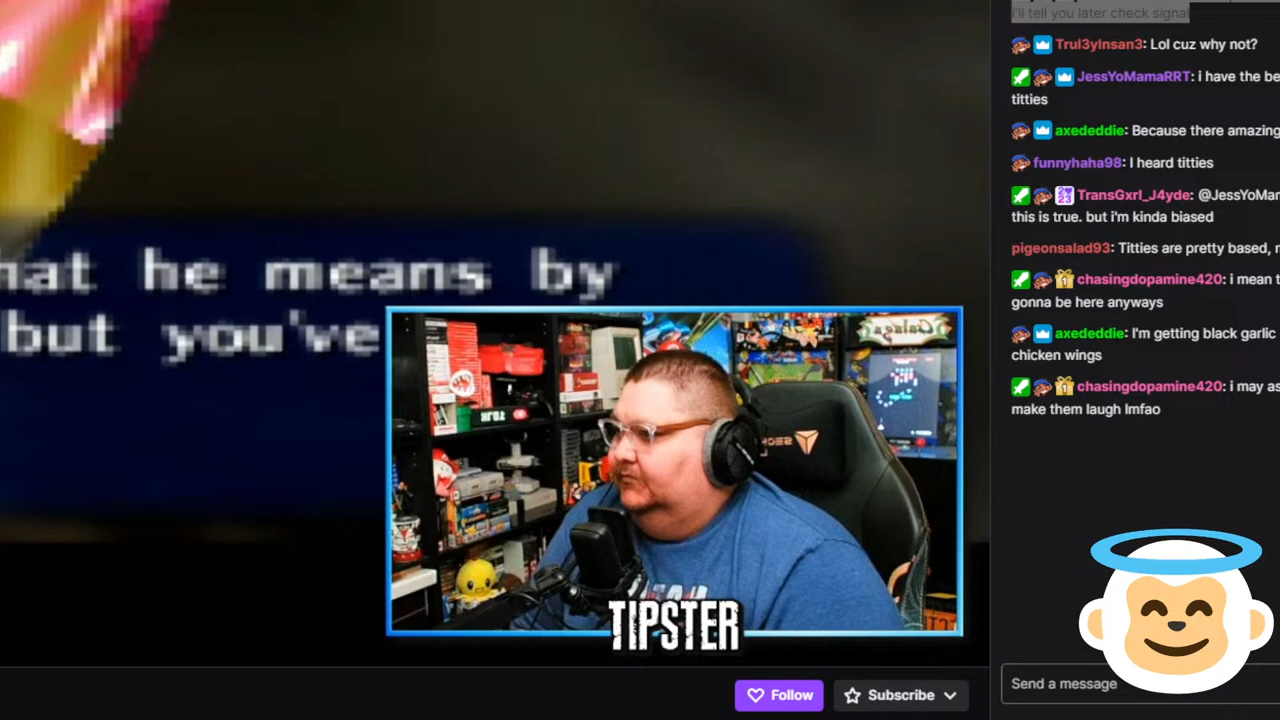 I'll tell you later check signal
Trul3yInsan3: Lol cuz why not?
JessYoMamaRRT: i have the be
titties
axededdie: Because there amazing
funnyhaha98: I heard titties
TransGxrl_J4yde: @JessYoMam
this is true. but i'm kinda biased
pigeonsalad93: Titties are pretty based, n
chasingdopamine420: i mean t
gonna be here anyways
axededdie: I'm getting black garlic
chicken wings
chasingdopamine420: i may as
make them laugh lmfao
hat he means by
but you've
Galaga
TIPSTER
Follow
Subscribe
Send a message